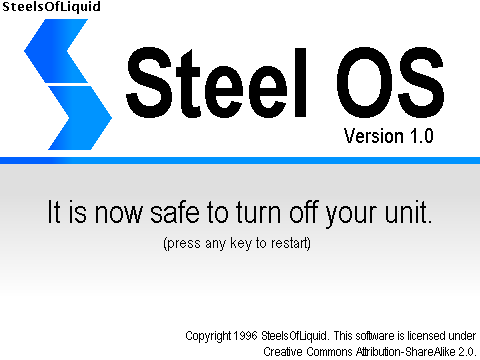 SteelsOfLiquid
Steel OS
Version 1.0
It is now safe to turn off your unit.
(press any key to restart)
Copyright 1996 SteelsOfLiquid. This software is licensed under
Creative Commons Attribution-ShareAlike 2.0.